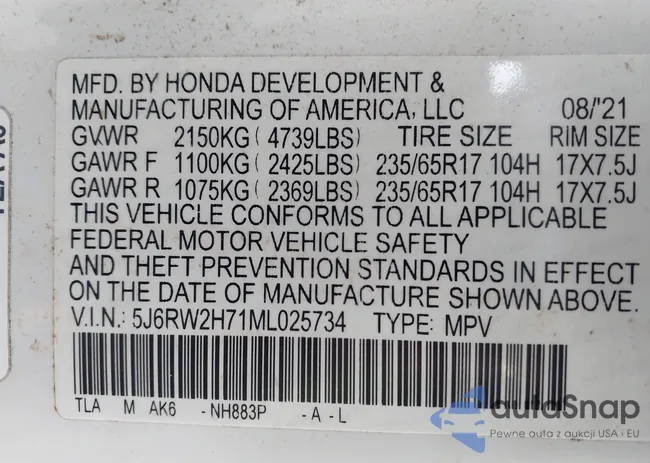 MFD. BY HONDA DEVELOPMENT &
MANUFACTURING OF AMERICA, LLC 08/'21
GVWR 2150KG ( 4739LBS) TIRE SIZE RIM SIZE
GAWR F 1100KG ( 2425LBS) 235/65R17 104H 17X7.5J
GAWR R 1075KG ( 2369LBS) 235/65R17 104H 17X7.5J
THIS VEHICLE CONFORMS TO ALL APPLICABLE
FEDERAL MOTOR VEHICLE SAFETY
AND THEFT PREVENTION STANDARDS IN EFFECT
ON THE DATE OF MANUFACTURE SHOWN ABOVE.
V.I.N.: 5J6RW2H71ML025734 TYPE: MPV
TLA M AK6 -NH883P -A-L
autaSnap
Pewne auta z aukcji USA i EU